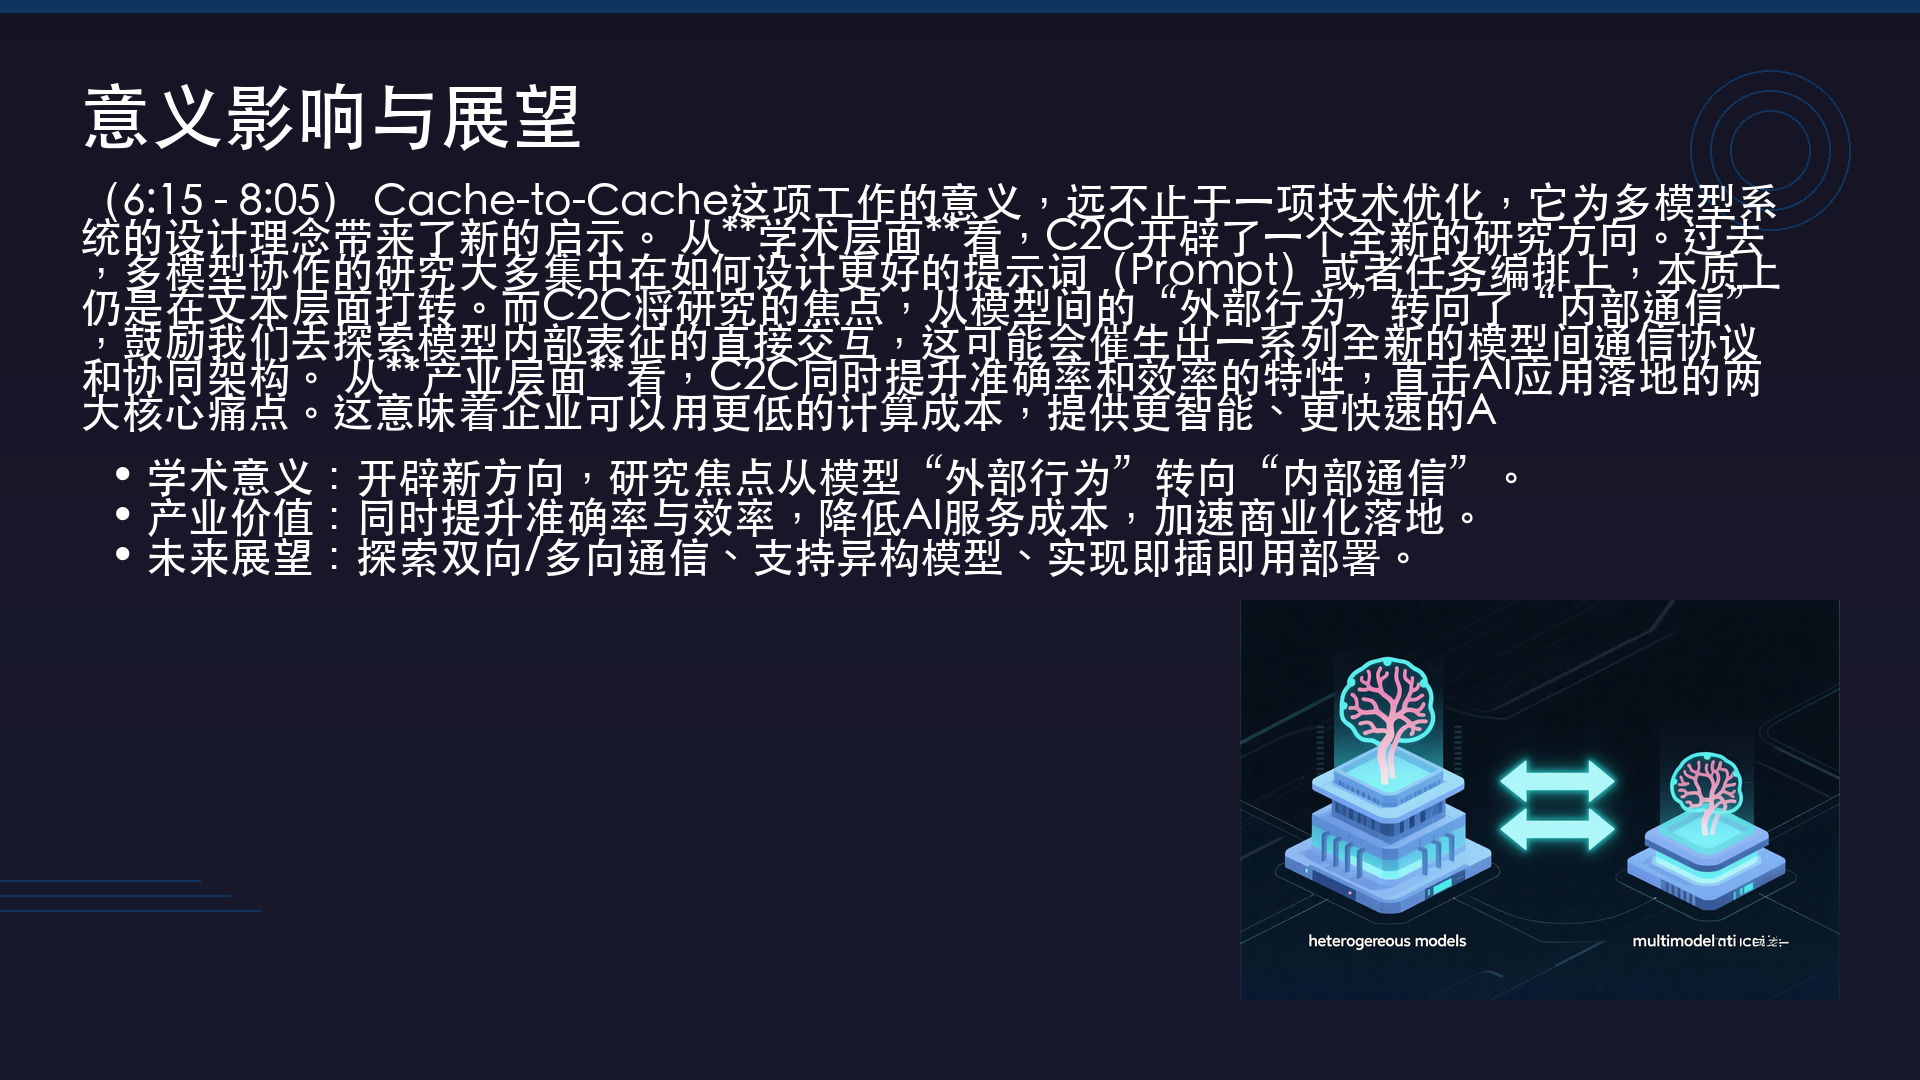 意义影响与展望
（6:15 - 8:05） Cache-to-Cache这项工作的意义，远不止于一项技术优化，它为多模型系
统的设计理念带来了新的启示。 从**学术层面**看，C2C开辟了一个全新的研究方向。过去
，多模型协作的研究大多集中在如何设计更好的提示词（Prompt）或者任务编排上，本质上
仍是在文本层面打转。而C2C将研究的焦点，从模型间的“外部行为”转向了“内部通信”
，鼓励我们去探索模型内部表征的直接交互，这可能会催生出一系列全新的模型间通信协议
和协同架构。 从**产业层面**看，C2C同时提升准确率和效率的特性，直击AI应用落地的两
大核心痛点。这意味着企业可以用更低的计算成本，提供更智能、更快速的A
• 学术意义：开辟新方向，研究焦点从模型“外部行为”转向“内部通信”。
• 产业价值：同时提升准确率与效率，降低AI服务成本，加速商业化落地。
• 未来展望：探索双向/多向通信、支持异构模型、实现即插即用部署。
heterogereous models
multimodel